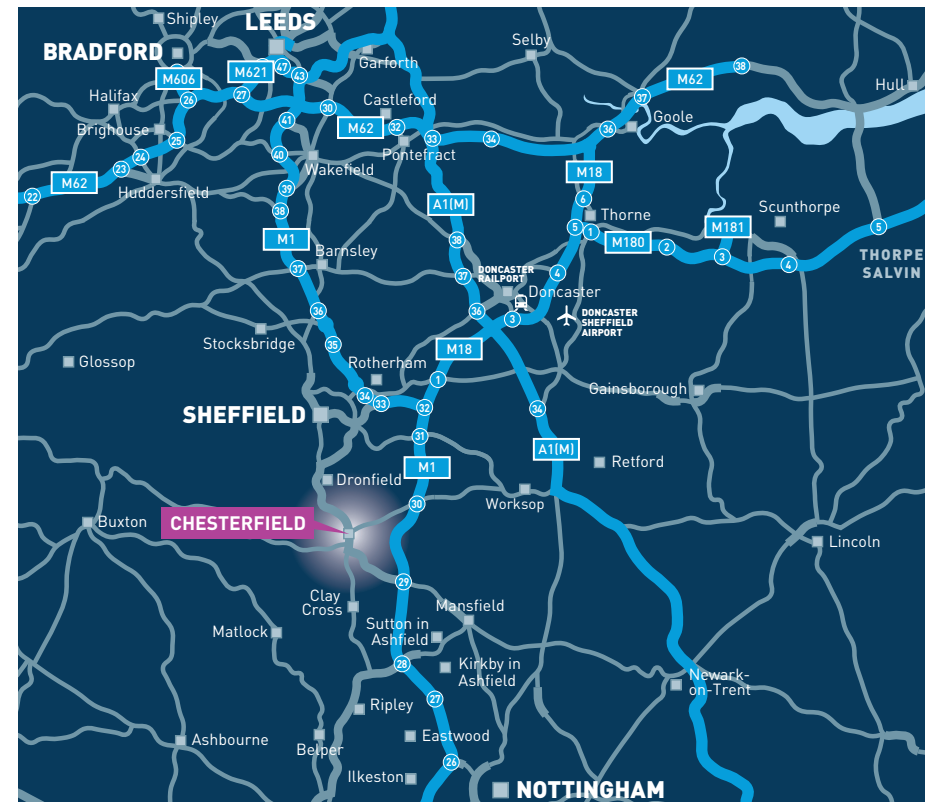 Shipley
LEEDS
BRADFORD
Selby
47
M621
43
Garforth
M606
M62
38
Hull
27
26
37
Halifax
30
Castleford
Goole
41
M62
32
36
Brighouse
33
34
25
Pontefract
40
24
Wakefield
23
M18
M62
Huddersfield
39
22
6
A1(M)
38
Thorne
Scunthorpe
5
1
M181
5
M1
38
M180
2
Barnsley
3
THORPE
SALVIN
37
4
DONCASTER
RAILPORT
4
37
Doncaster
36
36
3
DONCASTER
SHEFFIELD
AIRPORT
Stocksbridge
35
M18
Glossop
Rotherham
1
Gainsborough
34
33
32
34
SHEFFIELD
31
A1(M)
M1
Retford
Dronfield
Worksop
30
CHESTERFIELD
Buxton
Lincoln
29
Clay
Cross
Mansfield
Matlock
Sutton in
Ashfield
28
Kirkby in
Ashfield
Newark-
on-Trent
27
Ripley
Ashbourne
Eastwood
Belper
26
Ilkeston
NOTTINGHAM